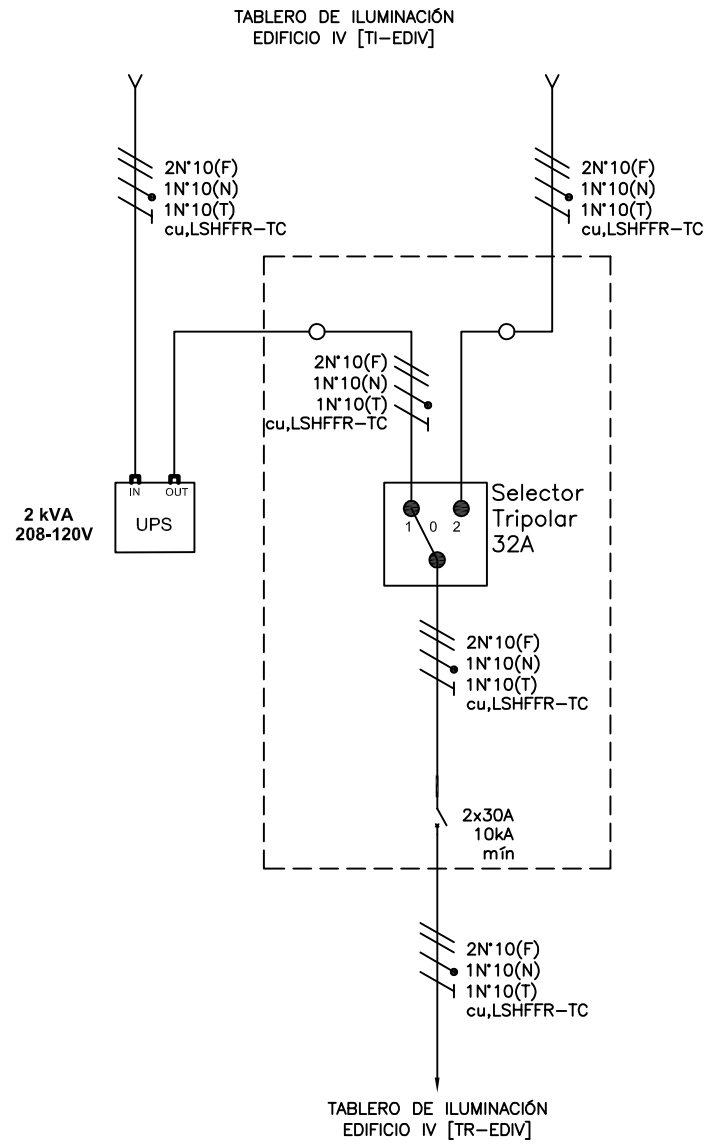 TABLERO DE ILUMINACIÓN
EDIFICIO IV [TI-EDIV]
2N°10(F)
1N°10(N)
1N°10(T)
cu,LSHFFR-TC
2N°10(F)
1N°10(N)
1N°10(T)
cu,LSHFFR-TC
2N°10(F)
1N°10(N)
1N°10(T)
cu,LSHFFR-TC
IN OUT
UPS
2 kVA
208-120V
1 0 2
Selector
Tripolar
32A
2N°10(F)
1N°10(N)
1N°10(T)
cu,LSHFFR-TC
2x30A
10kA
mín
2N°10(F)
1N°10(N)
1N°10(T)
cu,LSHFFR-TC
TABLERO DE ILUMINACIÓN
EDIFICIO IV [TR-EDIV]